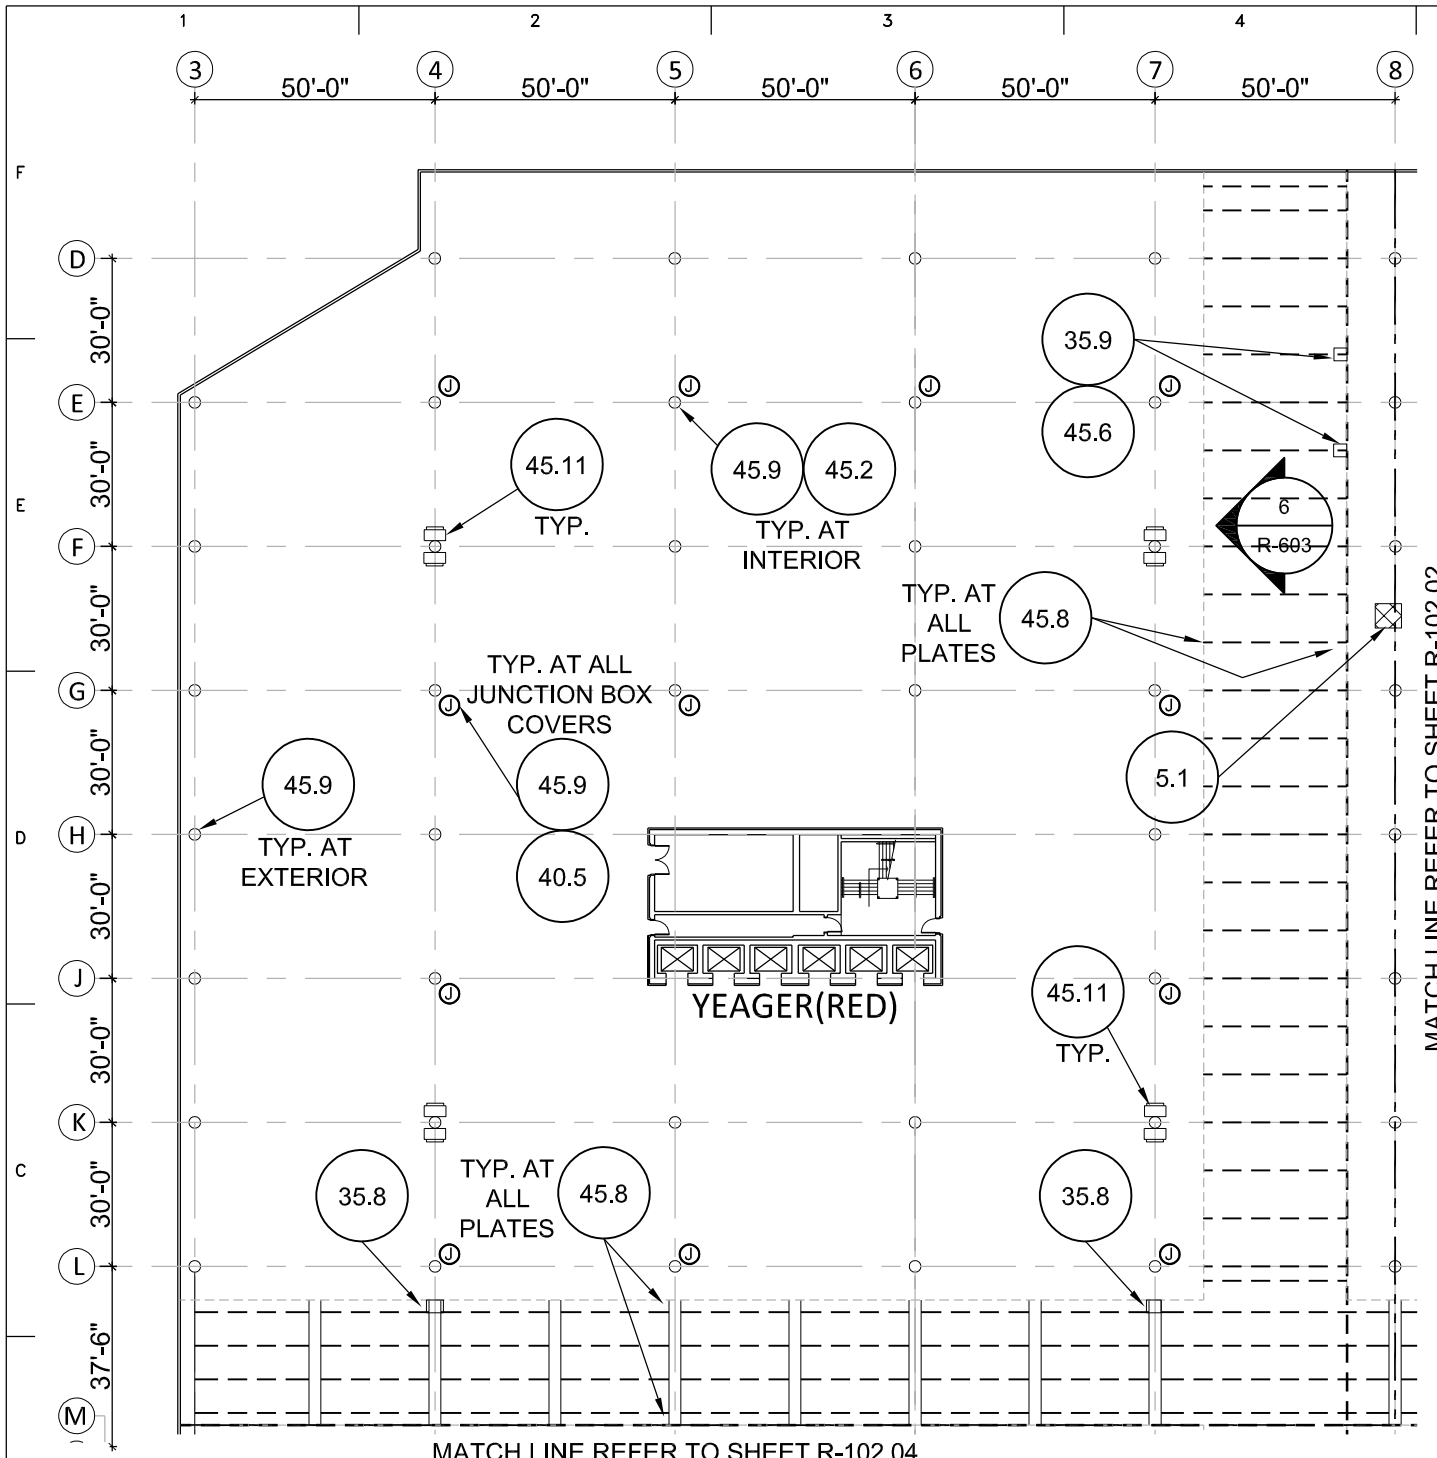 1 2 3 4
3 4 5 6 7 8
50'-0" 50'-0" 50'-0" 50'-0" 50'-0"
F
D
30'-0"
35.9
E
J J J J
45.6
30'-0"
45.11
TYP.
45.9 45.2
TYP. AT
INTERIOR
E
6
R-603
F
30'-0"
TYP. AT
ALL
PLATES
45.8
MATCH LINE REFER TO SHEET R-102.02
TYP. AT ALL
JUNCTION BOX
COVERS
G
J J J
30'-0"
45.9
TYP. AT
EXTERIOR
45.9
40.5
5.1
D
H
30'-0"
J
YEAGER(RED)
J J
45.11
TYP.
30'-0"
K
C
30'-0"
35.8
TYP. AT
ALL
PLATES
45.8
35.8
L
J J J
37'-6"
M
MATCH LINE REFER TO SHEET R-102.04